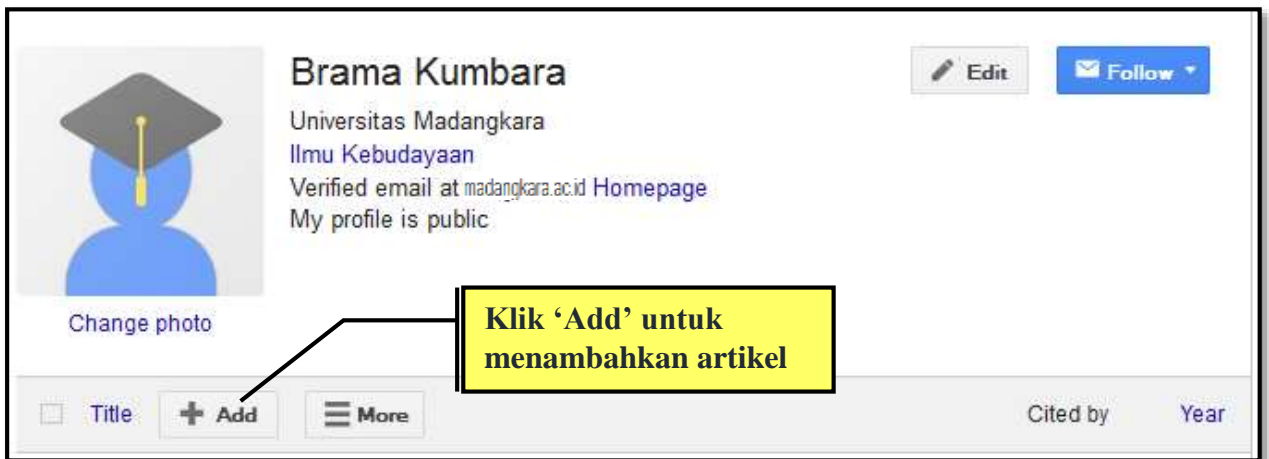 Brama Kumbara
Edit
Follow
Universitas Madangkara
Ilmu Kebudayaan
Verified email at madangkara.ac.id Homepage
My profile is public
Change photo
Klik ‘Add’ untuk
menambahkan artikel
Title Add More Cited by Year